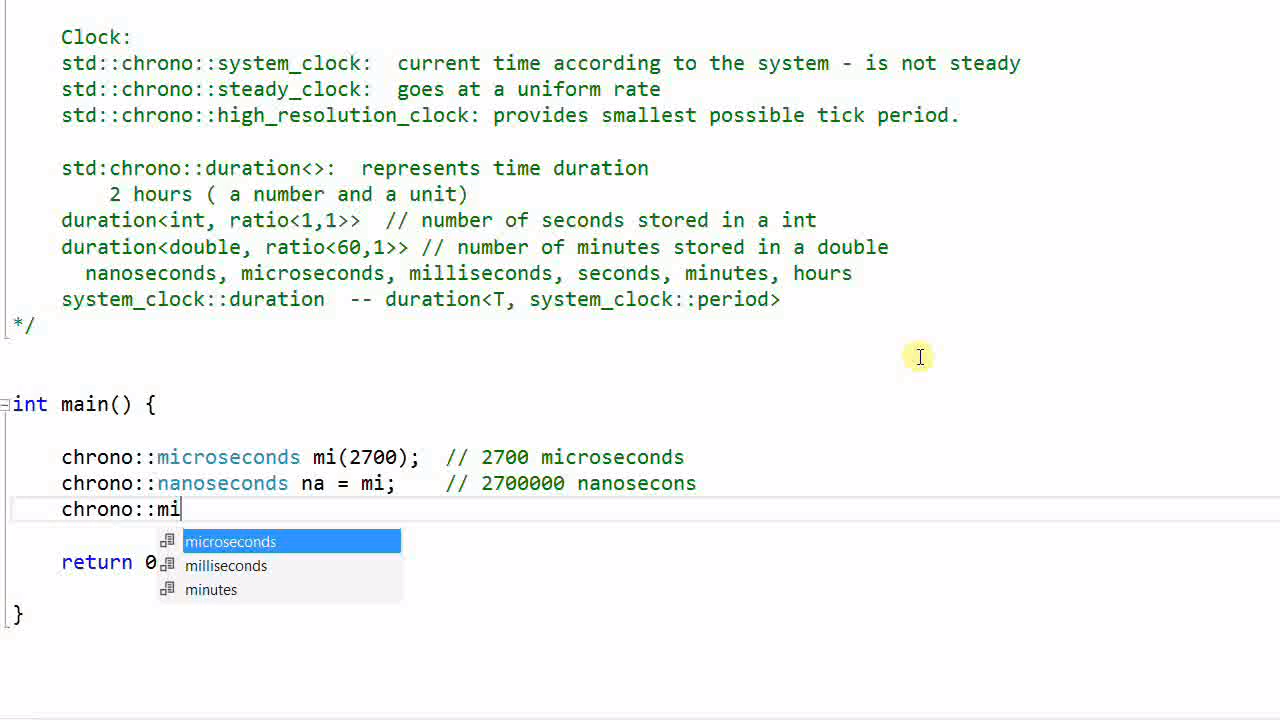 Clock:
std::chrono::system_clock:  current time according to the system - is not steady
std::chrono::steady_clock:  goes at a uniform rate
std::chrono::high_resolution_clock: provides smallest possible tick period.
std:chrono::duration<>:  represents time duration
2 hours ( a number and a unit)
duration<int, ratio<1,1>>  // number of seconds stored in a int
duration<double, ratio<60,1>> // number of minutes stored in a double
nanoseconds, microseconds, milliseconds, seconds, minutes, hours
system_clock::duration  -- duration<T, system_clock::period>
*/
int main() {
chrono::microseconds mi(2700);  // 2700 microseconds
chrono::nanoseconds na = mi;    // 2700000 nanosecons
chrono::mi
microseconds
return 0
milliseconds
minutes
}